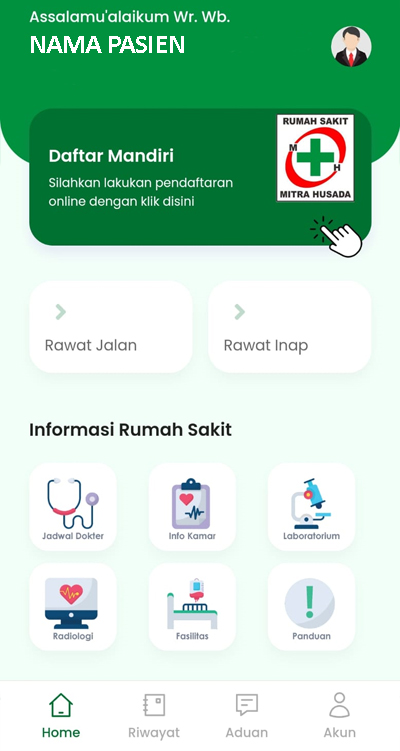 Assalamu'alaikum Wr. Wb.
NAMA PASIEN
RUMAH SAKIT
M
H
MITRA HUSADA
Daftar Mandiri
Silahkan lakukan pendaftaran
online dengan klik disini
Rawat Jalan
Rawat Inap
Informasi Rumah Sakit
Jadwal Dokter
Info Kamar
Laboratorium
Radiologi
Fasilitas
Panduan
Home
Riwayat
Aduan
Akun